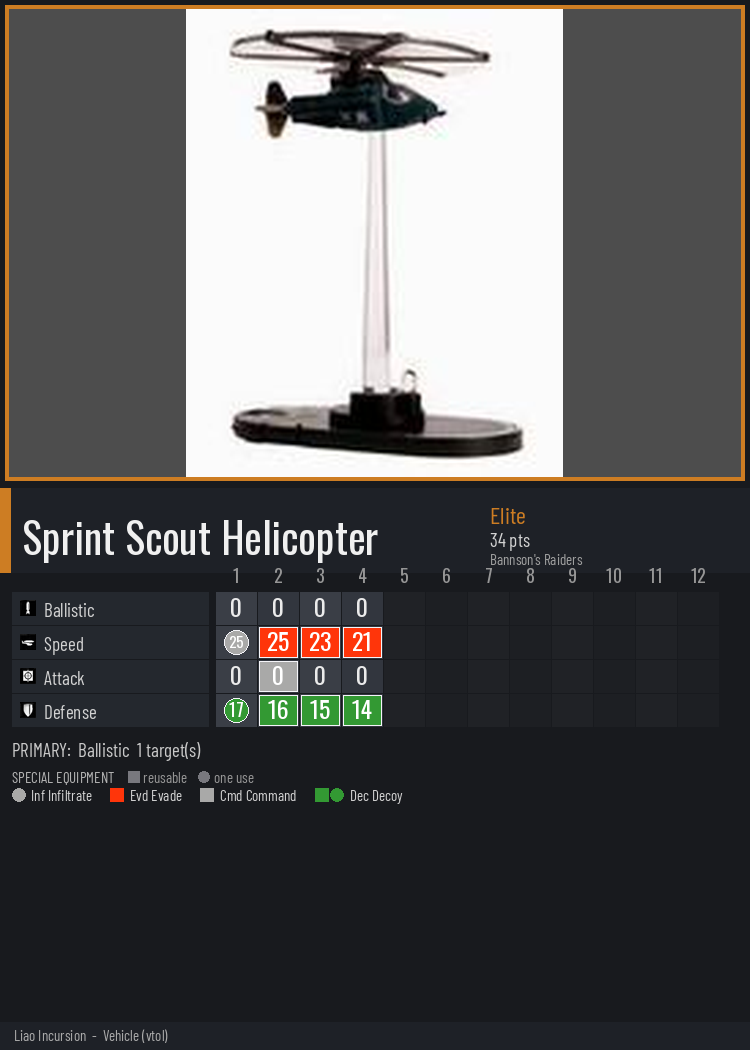 Sprint Scout Helicopter
Elite
34 pts
Bannson's Raiders
1 2 3 4 5 6 7 8 9 10 11 12
Ballistic 0 0 0 0
Speed 25 25 23 21
Attack 0 0 0 0
Defense 17 16 15 14
PRIMARY: Ballistic 1 target(s)
SPECIAL EQUIPMENT reusable one use
Inf Infiltrate Evd Evade Cmd Command Dec Decoy
Liao Incursion - Vehicle (vtol)